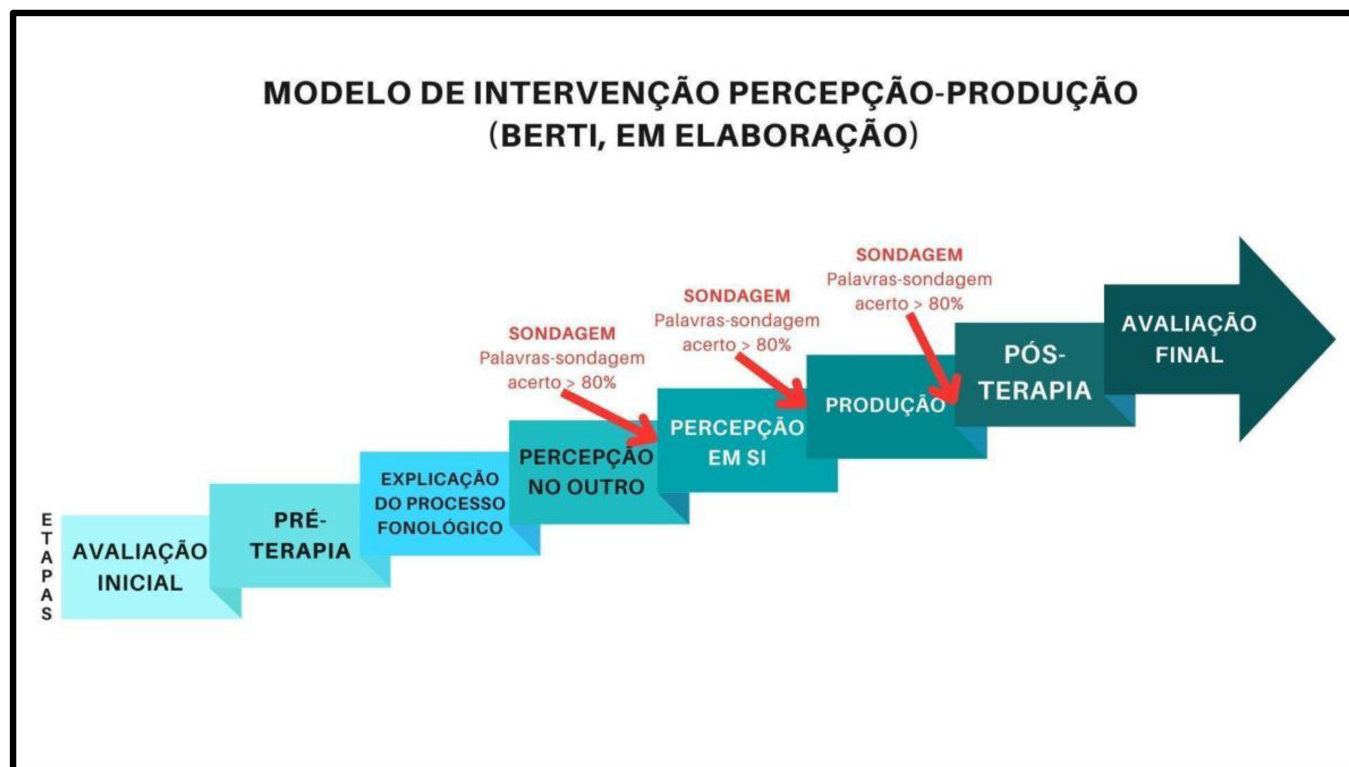 MODELO DE INTERVENÇÃO PERCEPÇÃO-PRODUÇÃO
(BERTI, EM ELABORAÇÃO)
ETAPAS
AVALIAÇÃO
INICIAL
PRÉ-
TERAPIA
EXPLICAÇÃO
DO PROCESSO
FONOLÓGICO
PERCEPÇÃO
NO OUTRO
SONDAGEM
Palavras-sondagem
acerto > 80%
PERCEPÇÃO
EM SI
SONDAGEM
Palavras-sondagem
acerto > 80%
PRODUÇÃO
SONDAGEM
Palavras-sondagem
acerto > 80%
PÓS-
TERAPIA
AVALIAÇÃO
FINAL